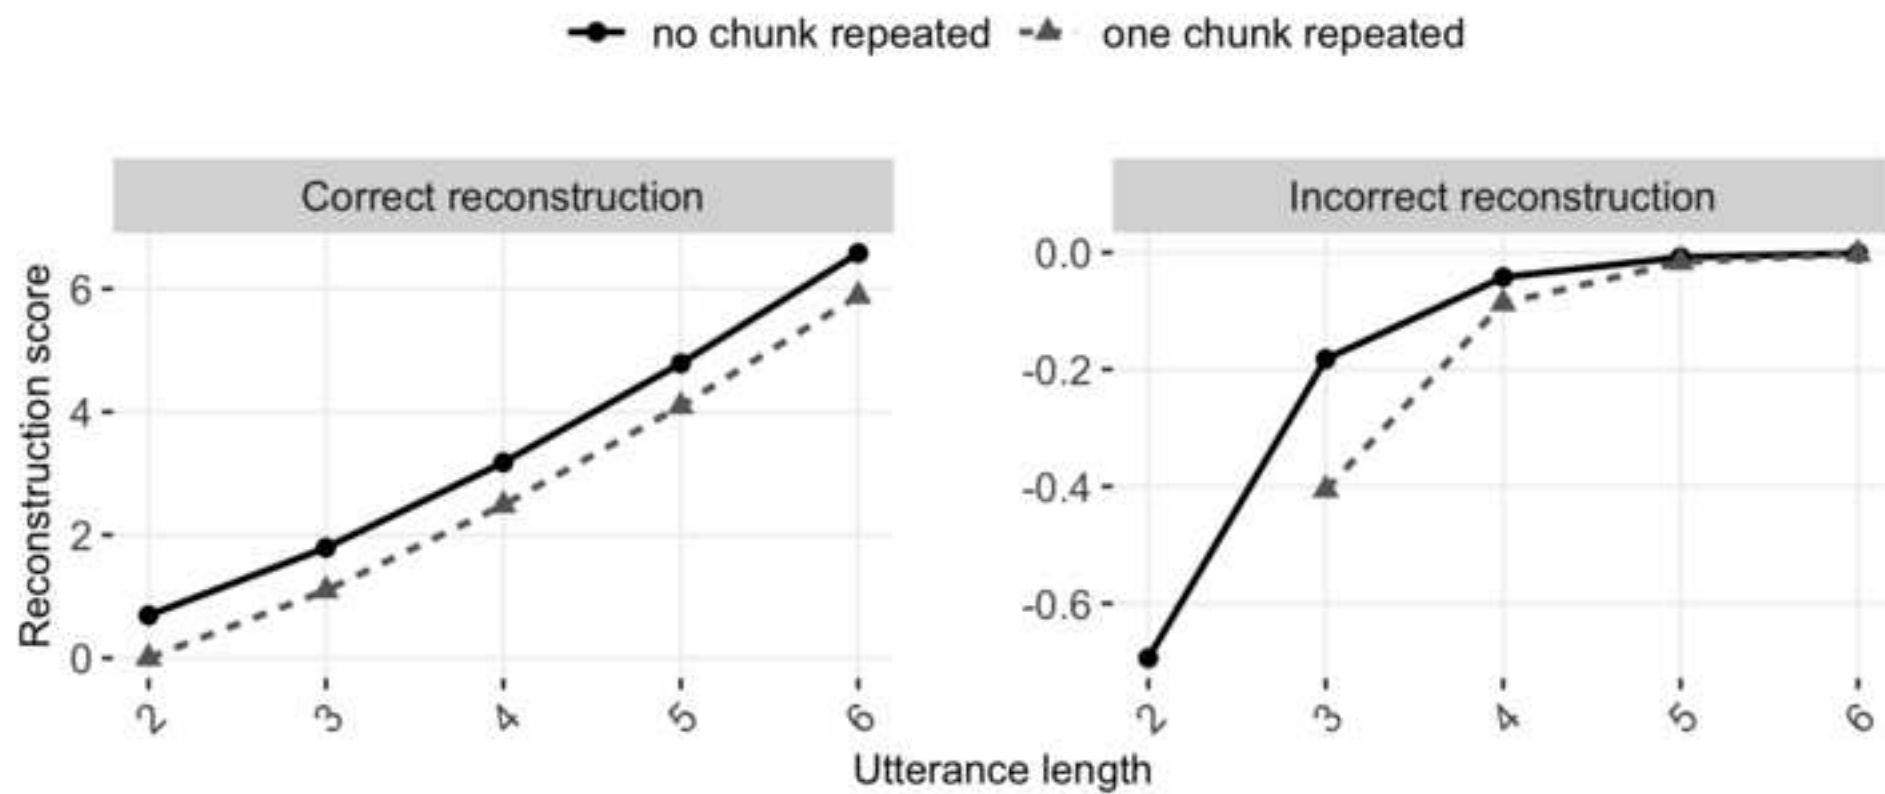 no chunk repeated one chunk repeated
Correct reconstruction
Incorrect reconstruction
Reconstruction score
6
4
2
0
2 3 4 5 6
0.0
-0.2
-0.4
-0.6
2 3 4 5 6
Utterance length